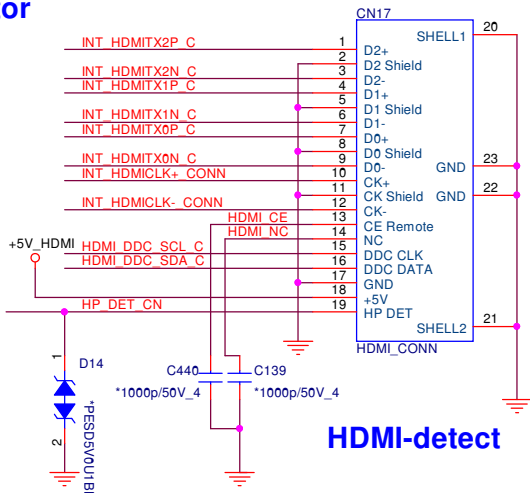 tor
CN17
INT_HDMITX2P_C 1 D2+ SHELL1 20
2 D2 Shield
INT_HDMITX2N_C 3 D2-
INT_HDMITX1P_C 4 D1+
5 D1 Shield
INT_HDMITX1N_C 6 D1-
INT_HDMITX0P_C 7 D0+
8 D0 Shield
INT_HDMITX0N_C 9 D0- GND 23
INT_HDMICLK+_CONN 10 CK+
11 CK Shield GND 22
INT_HDMICLK-_CONN 12 CK-
HDMI_CE 13 CE Remote
HDMI_NC 14 NC
+5V_HDMI HDMI_DDC_SCL_C 15 DDC CLK
HDMI_DDC_SDA_C 16 DDC DATA
17 GND
18 +5V
HP_DET_CN 19 HP DET
SHELL2 21
HDMI_CONN
1 D14
C440 C139
*1000p/50V_4 *1000p/50V_4
*PESD5V0U1B
2
HDMI-detect